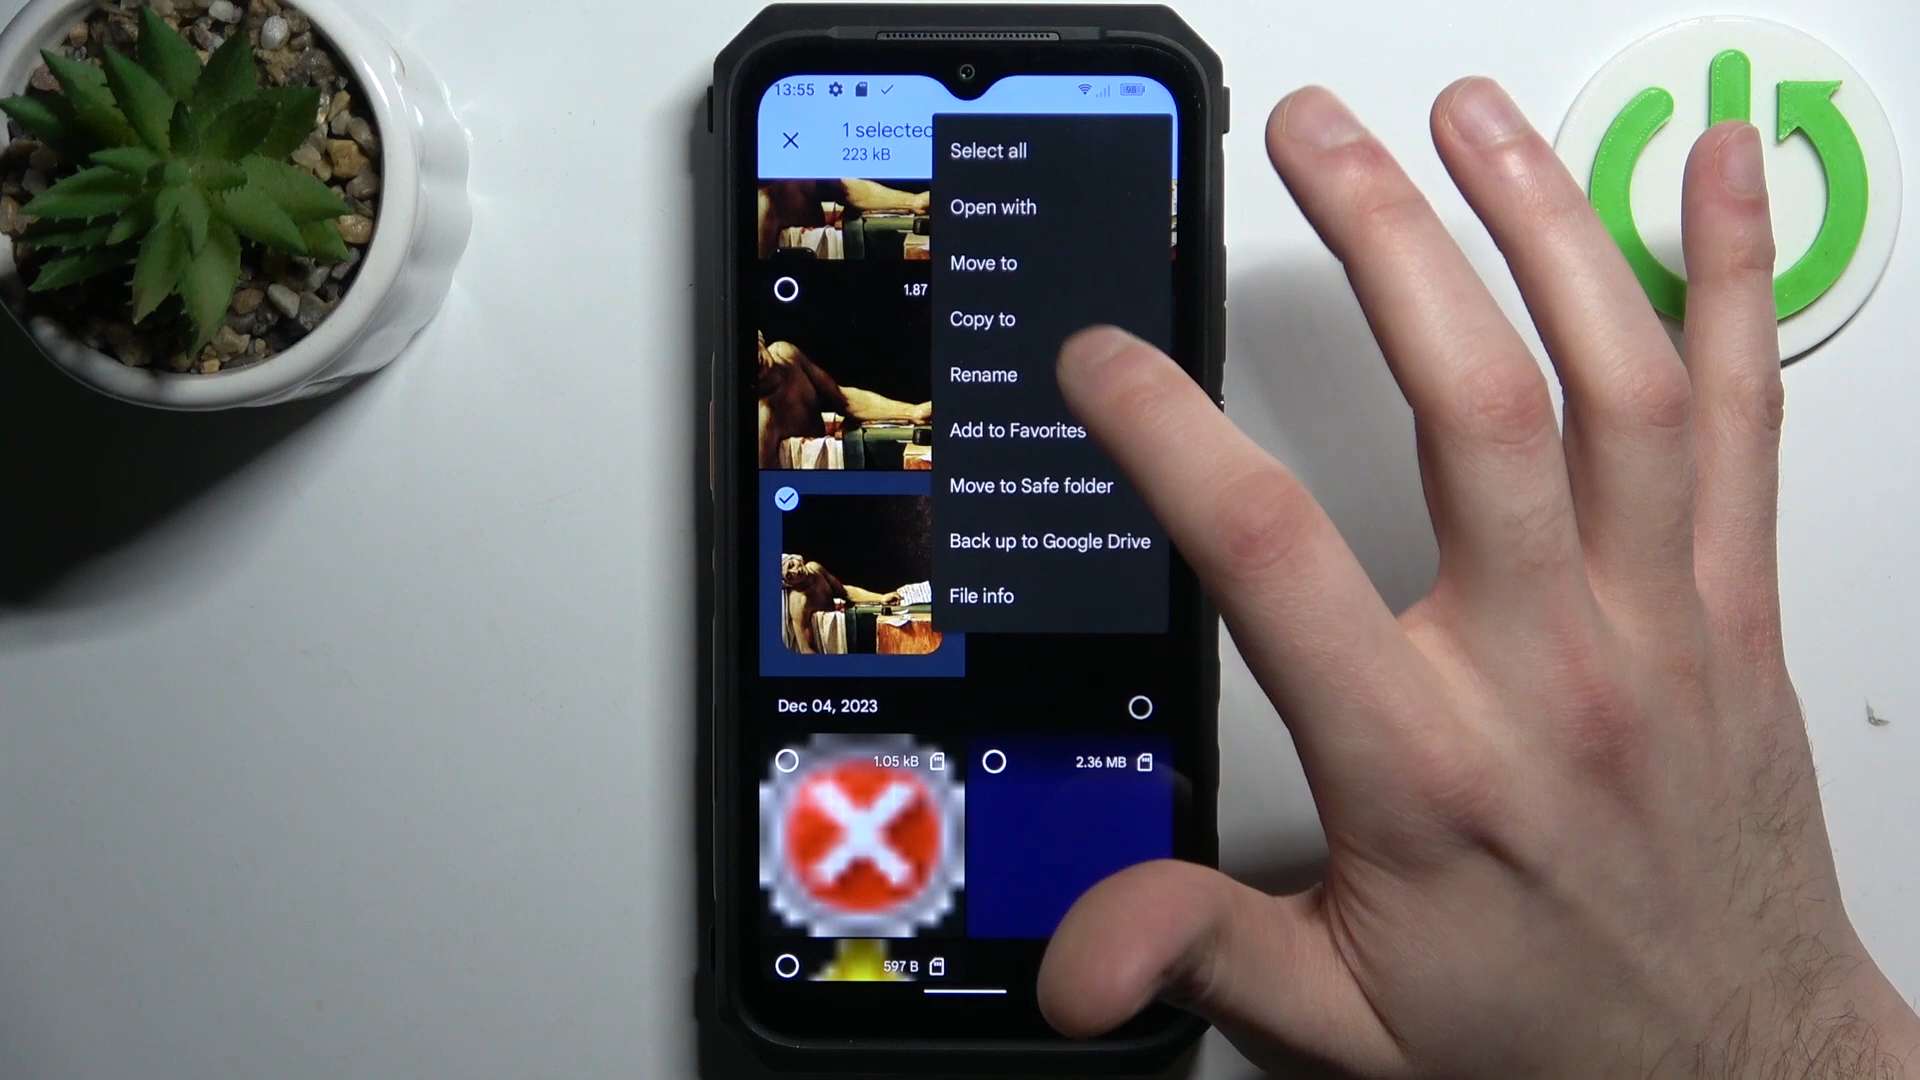 13:55
98
1 selected
223 kB
Select all
Open with
Move to
Copy to
Rename
Add to Favorites
Move to Safe folder
Back up to Google Drive
File info
1.87
Dec 04, 2023
1.05 kB
2.36 MB
597 B